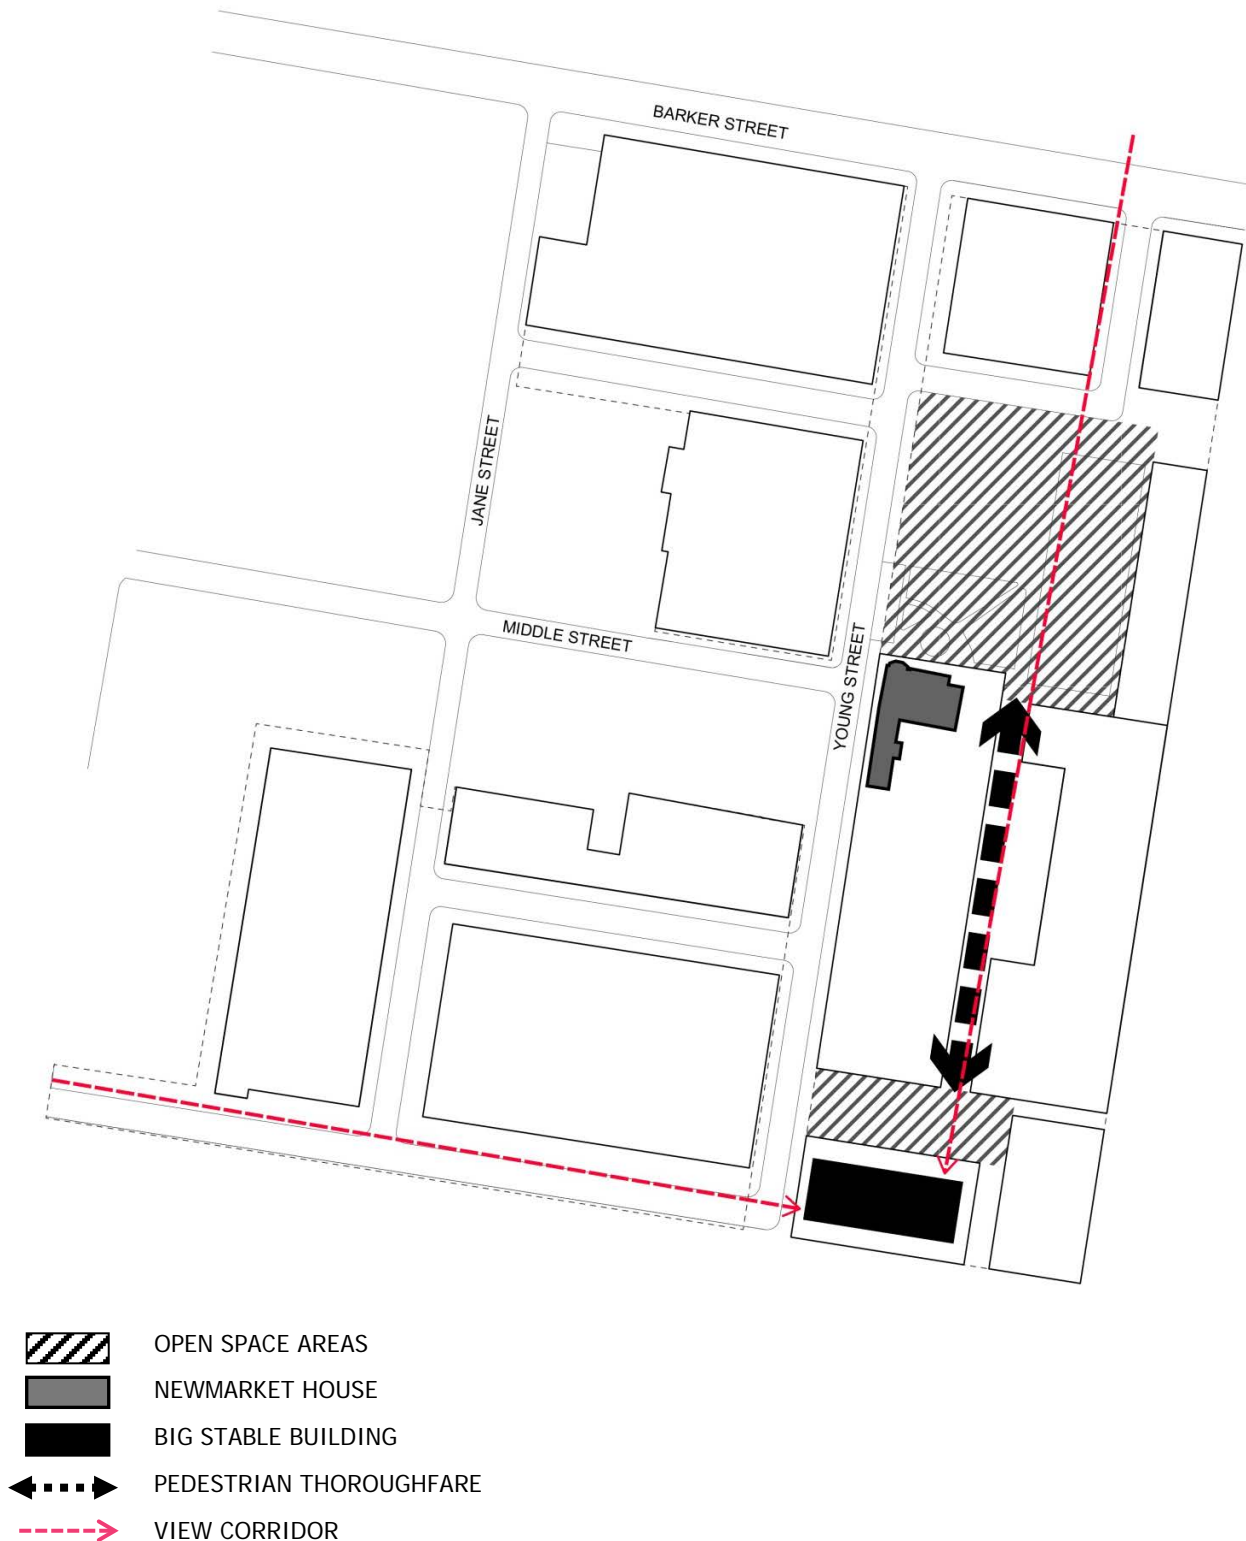 BARKER STREET
JANE STREET
MIDDLE STREET
YOUNG STREET
OPEN SPACE AREAS
NEWMARKET HOUSE
BIG STABLE BUILDING
PEDESTRIAN THOROUGHFARE
VIEW CORRIDOR